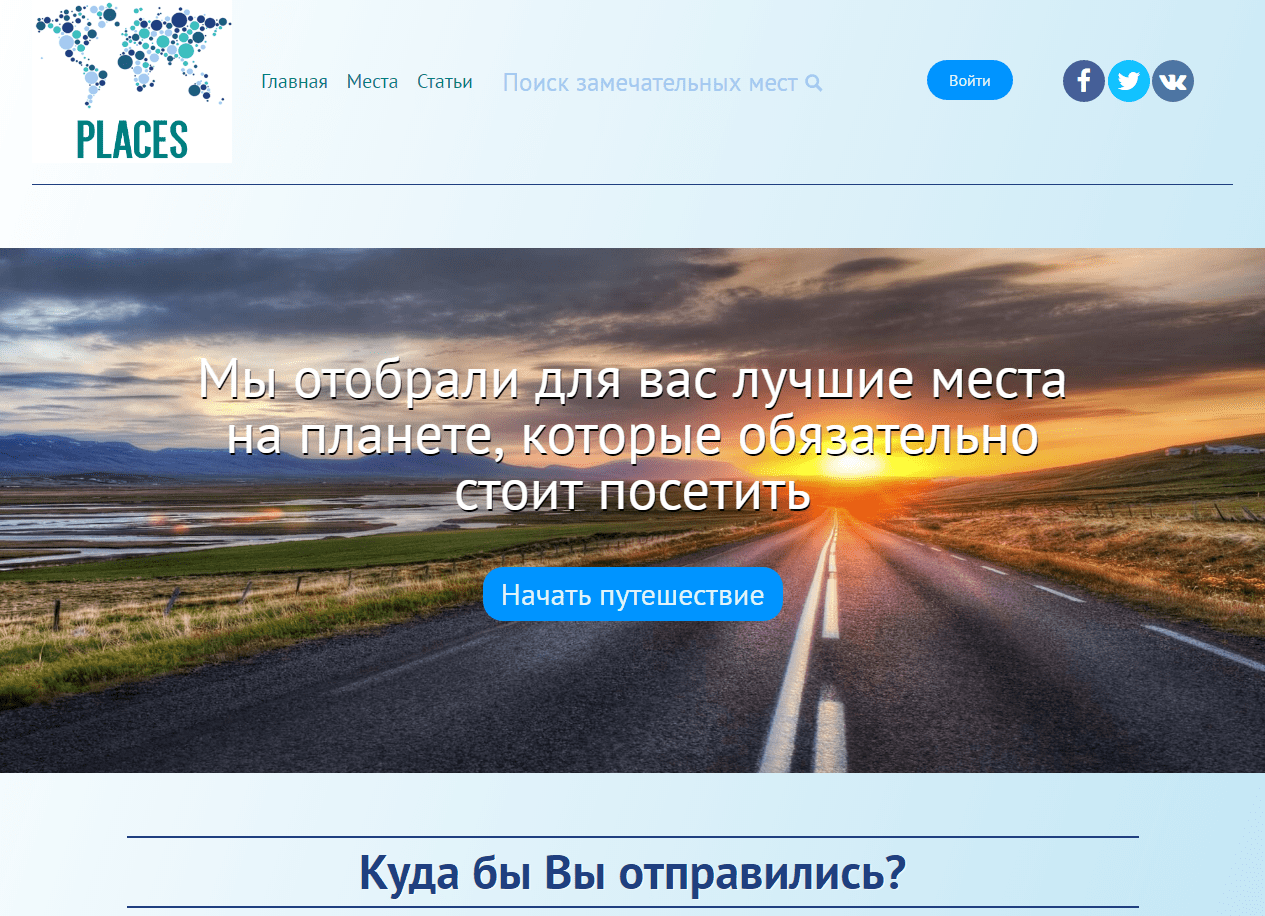 PLACES
Главная Места Статьи Поиск замечательных мест Войти
Мы отобрали для вас лучшие места
на планете, которые обязательно
стоит посетить
Начать путешествие
Куда бы Вы отправились?